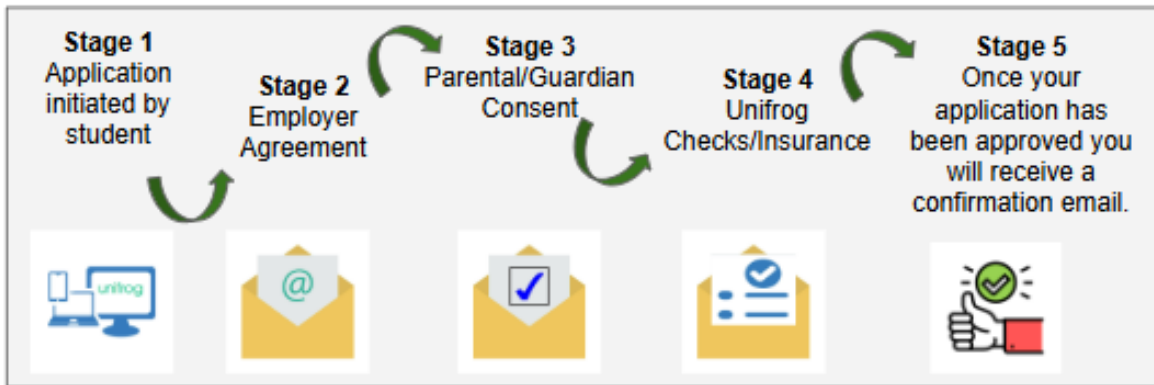 Stage 1
Application
initiated by
student
Stage 2
Employer
Agreement
Stage 3
Parental/Guardian
Consent
Stage 4
Unifrog
Checks/Insurance
Stage 5
Once your
application has
been approved you
will receive a
confirmation email.
unifrog
@